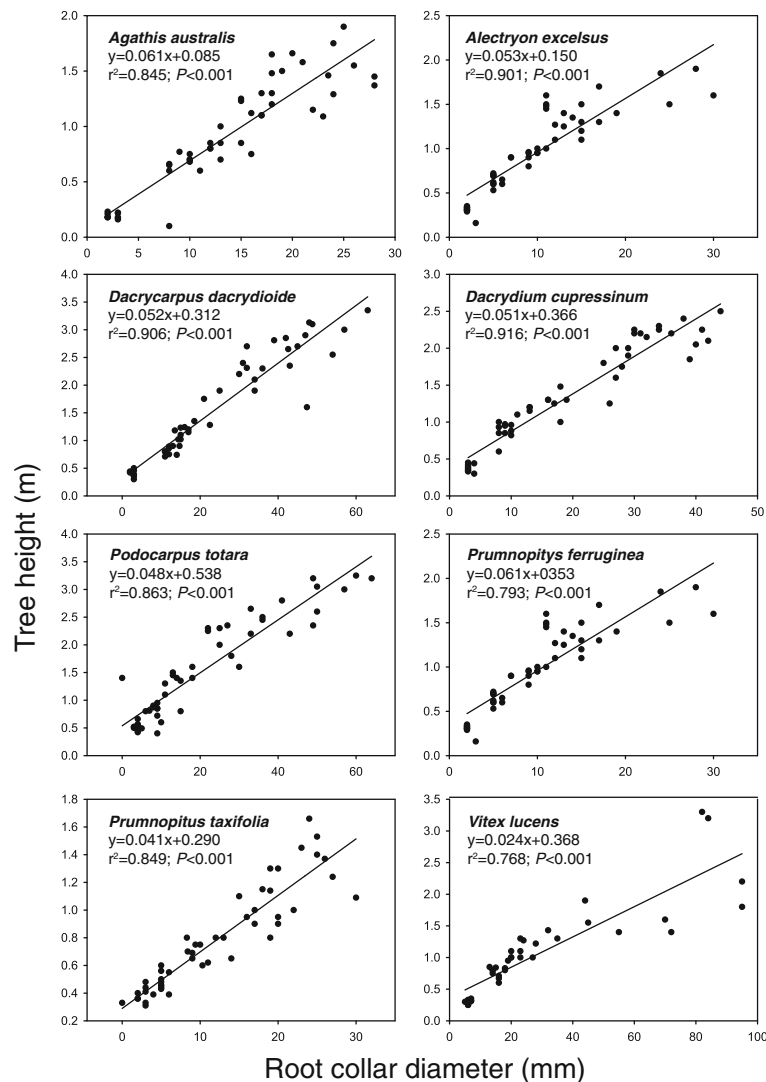 Agathis australis
y=0.061x+0.085
r²=0.845; P<0.001
2.0
1.5
1.0
0.5
0.0
0 5 10 15 20 25 30
Alectryon excelsus
y=0.053x+0.150
r²=0.901; P<0.001
2.5
2.0
1.5
1.0
0.5
0.0
0 10 20 30
Dacrycarpus dacrydioide
y=0.052x+0.312
r²=0.906; P<0.001
4.0
3.5
3.0
2.5
2.0
1.5
1.0
0.5
0.0
0 20 40 60
Dacrydium cupressinum
y=0.051x+0.366
r²=0.916; P<0.001
3.0
2.5
2.0
1.5
1.0
0.5
0.0
0 10 20 30 40 50
Tree height (m)
Podocarpus totara
y=0.048x+0.538
r²=0.863; P<0.001
4.0
3.5
3.0
2.5
2.0
1.5
1.0
0.5
0.0
0 20 40 60
Prumnopitys ferruginea
y=0.061x+0353
r²=0.793; P<0.001
2.5
2.0
1.5
1.0
0.5
0.0
0 10 20 30
Prumnopitus taxifolia
y=0.041x+0.290
r²=0.849; P<0.001
1.8
1.6
1.4
1.2
1.0
0.8
0.6
0.4
0.2
0 10 20 30
Vitex lucens
y=0.024x+0.368
r²=0.768; P<0.001
3.5
3.0
2.5
2.0
1.5
1.0
0.5
0.0
0 20 40 60 80 100
Root collar diameter (mm)